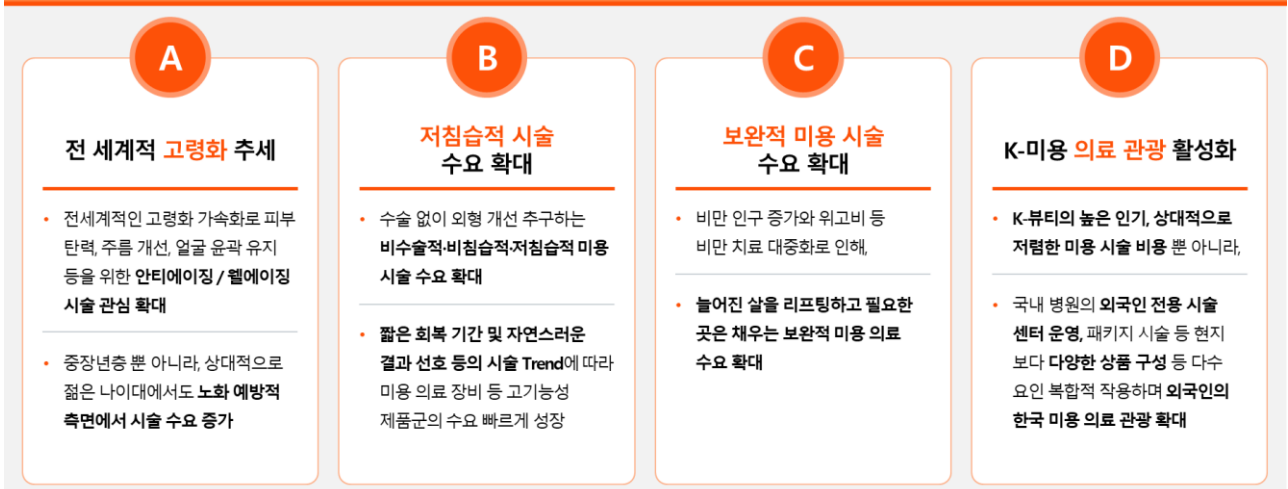 A
전 세계적 고령화 추세
• 전세계적인 고령화 가속화로 피부
탄력, 주름 개선, 얼굴 윤곽 유지
등을 위한 안티에이징 / 웰에이징
시술 관심 확대
• 중장년층 뿐 아니라, 상대적으로
젊은 나이대에서도 노화 예방적
측면에서 시술 수요 증가
B
저침습적 시술
수요 확대
• 수술 없이 외형 개선 추구하는
비수술적·비침습적·저침습적 미용
시술 수요 확대
• 짧은 회복 기간 및 자연스러운
결과 선호 등의 시술 Trend에 따라
미용 의료 장비 등 고기능성
제품군의 수요 빠르게 성장
C
보완적 미용 시술
수요 확대
• 비만 인구 증가와 위고비 등
비만 치료 대중화로 인해,
• 늘어진 살을 리프팅하고 필요한
곳은 채우는 보완적 미용 의료
수요 확대
D
K-미용 의료 관광 활성화
• K-뷰티의 높은 인기, 상대적으로
저렴한 미용 시술 비용 뿐 아니라,
• 국내 병원의 외국인 전용 시술
센터 운영, 패키지 시술 등 현지
보다 다양한 상품 구성 등 다수
요인 복합적 작용하며 외국인의
한국 미용 의료 관광 확대